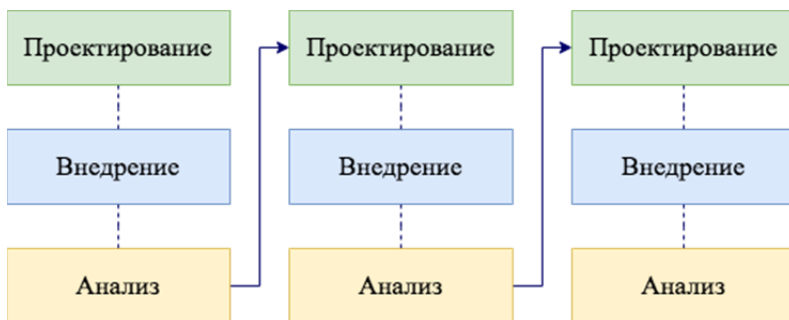 Проектирование
Внедрение
Анализ
Проектирование
Внедрение
Анализ
Проектирование
Внедрение
Анализ